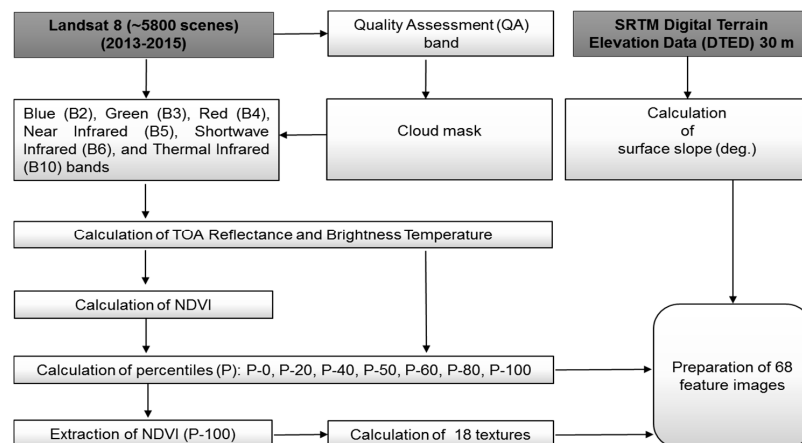 Landsat 8 (~5800 scenes)
(2013-2015)
Quality Assessment (QA)
band
SRTM Digital Terrain
Elevation Data (DTED) 30 m
Blue (B2), Green (B3), Red (B4),
Near Infrared (B5), Shortwave
Infrared (B6), and Thermal Infrared
(B10) bands
Cloud mask
Calculation
of
surface slope (deg.)
Calculation of TOA Reflectance and Brightness Temperature
Calculation of NDVI
Calculation of percentiles (P): P-0, P-20, P-40, P-50, P-60, P-80, P-100
Preparation of 68
feature images
Extraction of NDVI (P-100)
Calculation of 18 textures